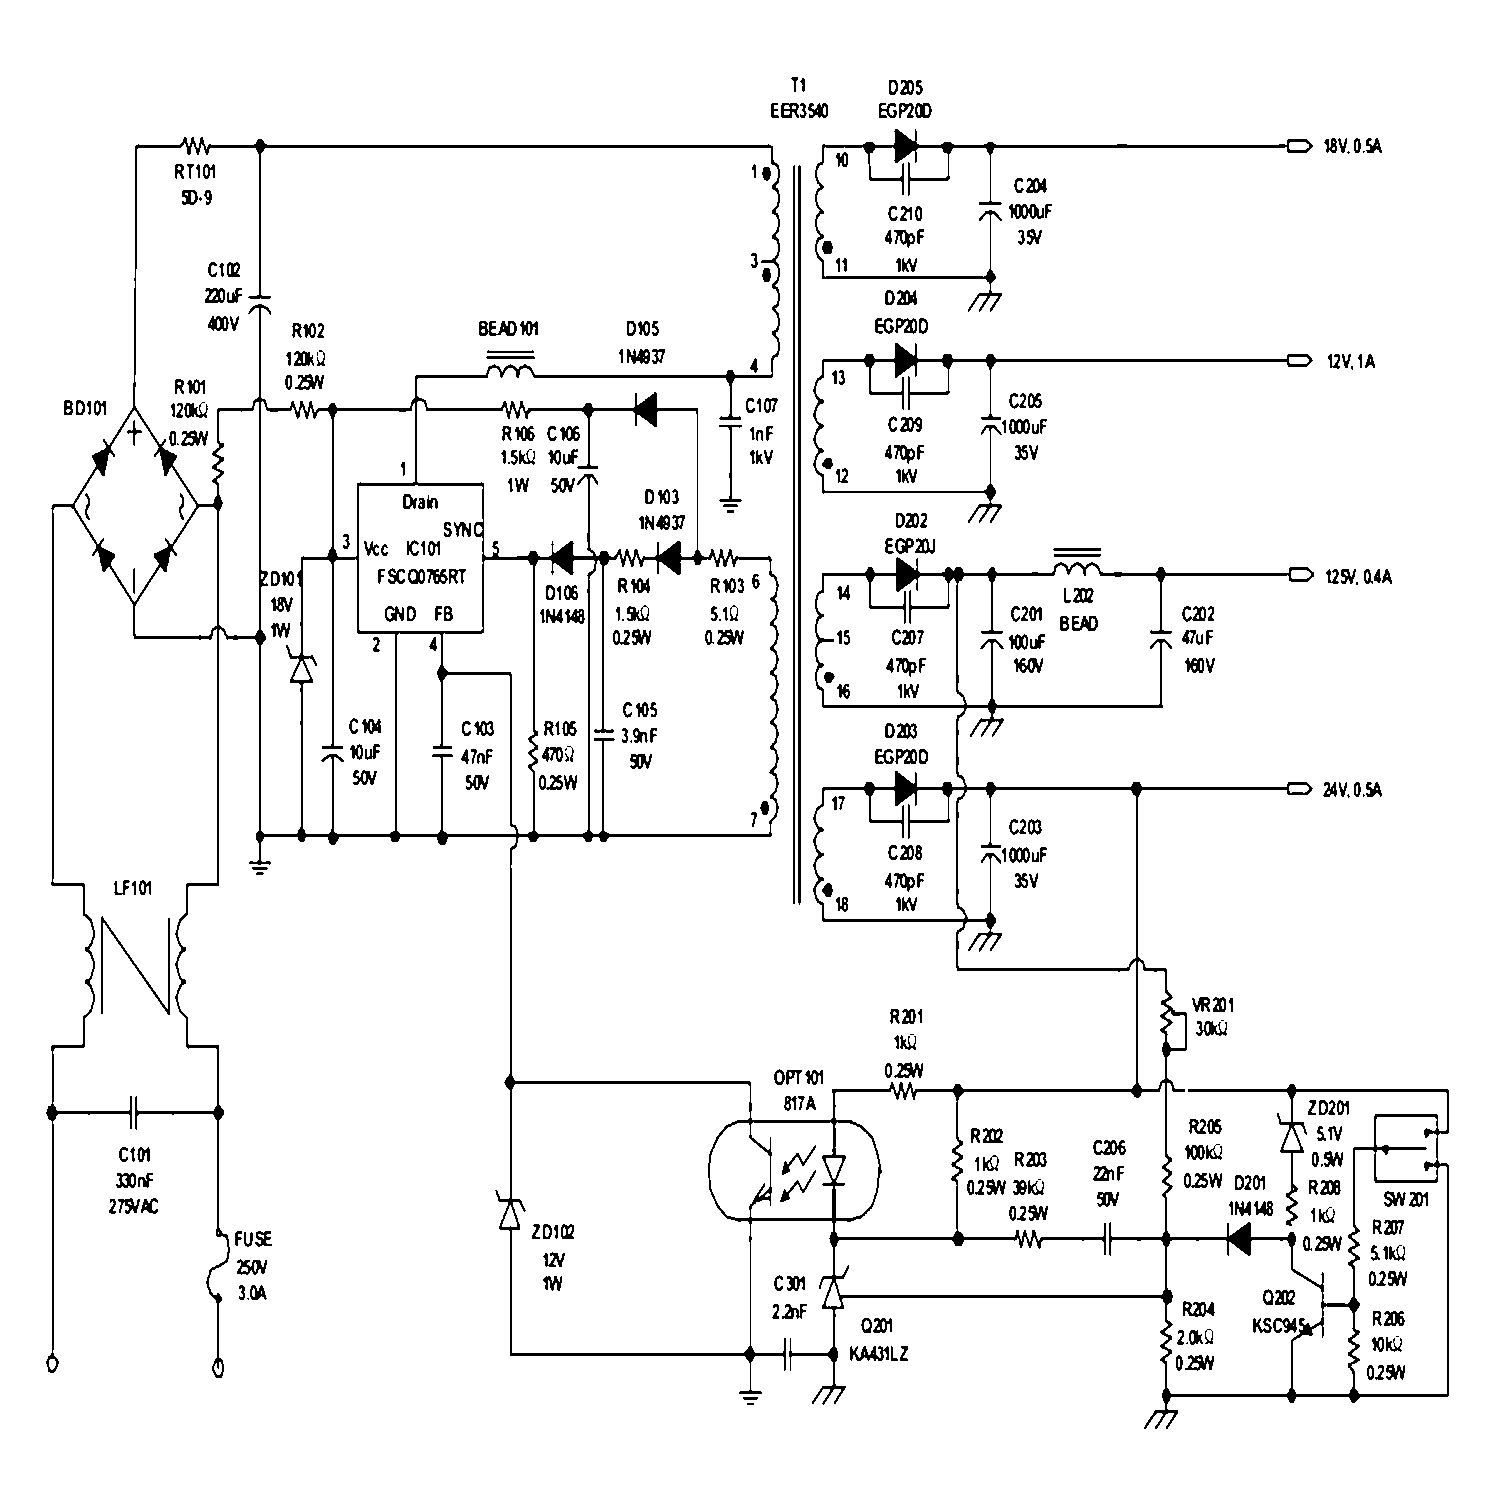 T1
EER3540
D205
EGP20D
RT101
5D-9
1
10
18V, 0.5A
C204
1000uF
35V
C210
470pF
1kV
3
11
C102
220uF
400V
D204
EGP20D
R102
120kΩ
0.25W
BEAD101
D105
1N4937
4
13
12V, 1A
R101
120kΩ
0.25W
BD101
C107
1nF
1kV
C205
1000uF
35V
C209
470pF
1kV
R106
1.5kΩ
1W
C106
10uF
50V
1
12
Drain
SYNC
D103
1N4937
D202
EGP20J
3
Vcc
IC101
FSCQ0765RT
5
GND
FB
2
4
ZD101
18V
1W
D106
1N4148
R104
1.5kΩ
0.25W
R103
5.1Ω
0.25W
6
14
15
16
L202
BEAD
125V, 0.4A
C207
470pF
1kV
C201
100uF
160V
C202
47uF
160V
C104
10uF
50V
C103
47nF
50V
R105
470Ω
0.25W
C105
3.9nF
50V
D203
EGP20D
7
17
24V, 0.5A
C208
470pF
1kV
C203
1000uF
35V
18
LF101
VR201
30kΩ
R201
1kΩ
0.25W
OPT101
817A
ZD201
5.1V
0.5W
R202
1kΩ
0.25W
R203
39kΩ
0.25W
C206
22nF
50V
R205
100kΩ
0.25W
C101
330nF
275VAC
D201
1N4148
R208
1kΩ
0.25W
SW201
FUSE
250V
3.0A
ZD102
12V
1W
R207
5.1kΩ
0.25W
C301
2.2nF
Q201
KA431LZ
R204
2.0kΩ
0.25W
Q202
KSC945
R206
10kΩ
0.25W